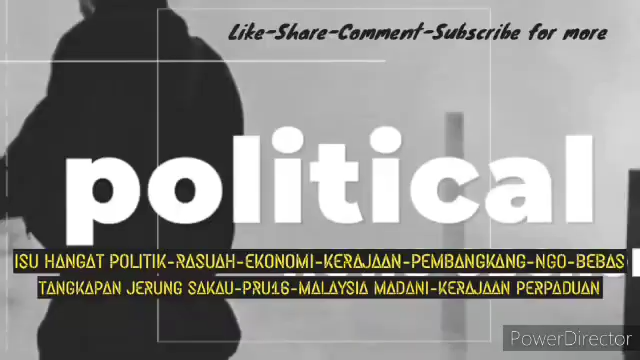 Like-Share-Comment-Subscribe for more
political
ISU HANGAT POLITIK-RASUAH-EKONOMI-KERAJAAN-PEMBANGKANG-NGO-BEBAS
TANGKAPAN JERUNG SAKAU-PRU16-MALAYSIA MADANI-KERAJAAN PERPADUAN
PowerDirector